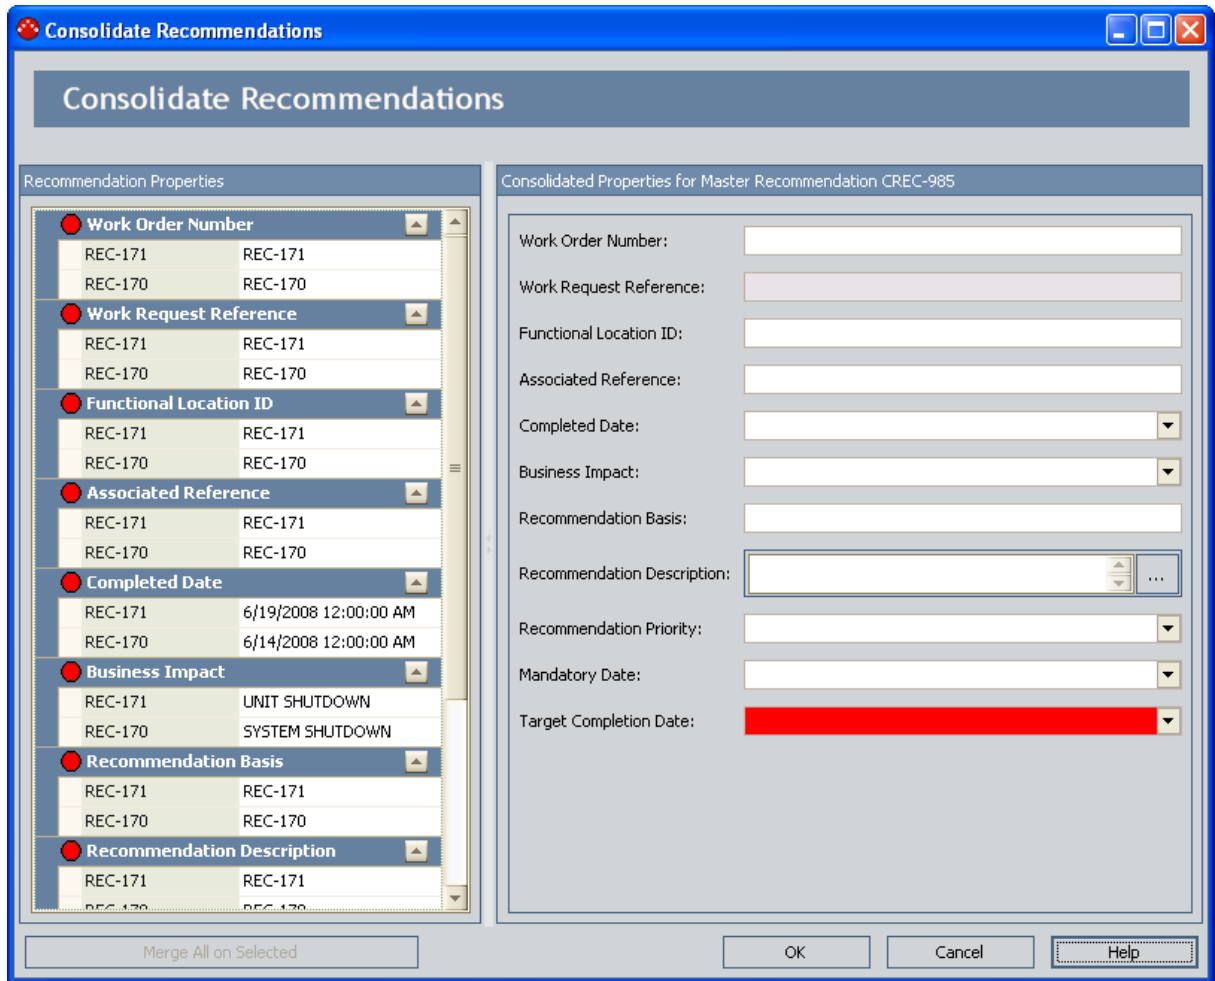 Consolidate Recommendations
Consolidate Recommendations
Recommendation Properties
Work Order Number
REC-171 REC-171
REC-170 REC-170
Work Request Reference
REC-171 REC-171
REC-170 REC-170
Functional Location ID
REC-171 REC-171
REC-170 REC-170
Associated Reference
REC-171 REC-171
REC-170 REC-170
Completed Date
REC-171 6/19/2008 12:00:00 AM
REC-170 6/14/2008 12:00:00 AM
Business Impact
REC-171 UNIT SHUTDOWN
REC-170 SYSTEM SHUTDOWN
Recommendation Basis
REC-171 REC-171
REC-170 REC-170
Recommendation Description
REC-171 REC-171
REC-170 REC-170
Consolidated Properties for Master Recommendation CREC-985
Work Order Number:
Work Request Reference:
Functional Location ID:
Associated Reference:
Completed Date:
Business Impact:
Recommendation Basis:
Recommendation Description: ...
Recommendation Priority:
Mandatory Date:
Target Completion Date:
Merge All on Selected
OK Cancel Help